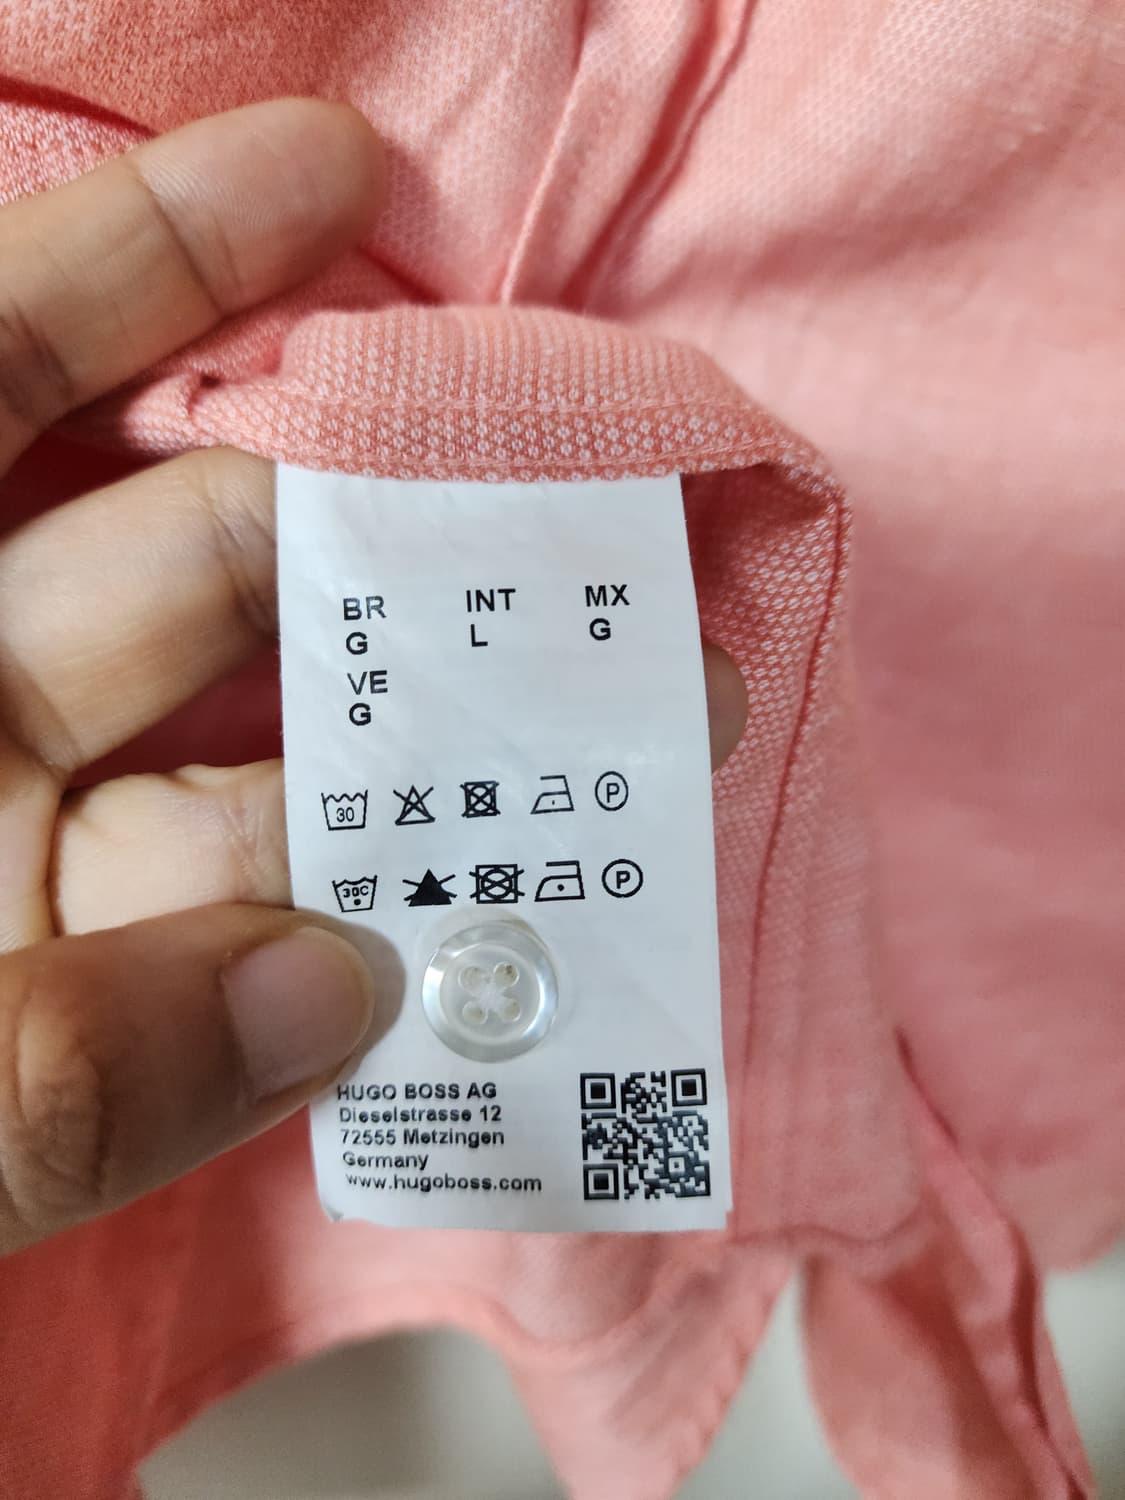 BR INT MX
G L G
VE
G
30 P
30C P
HUGO BOSS AG
Dieselstrasse 12
72555 Metzingen
Germany
www.hugoboss.com